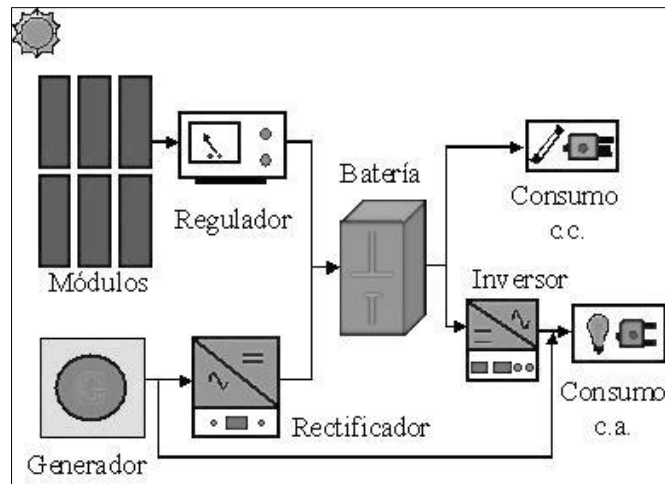 Módulos
Regulador
Batería
Consumo
c.c.
Inversor
Generador
Rectificador
Consumo
c.a.